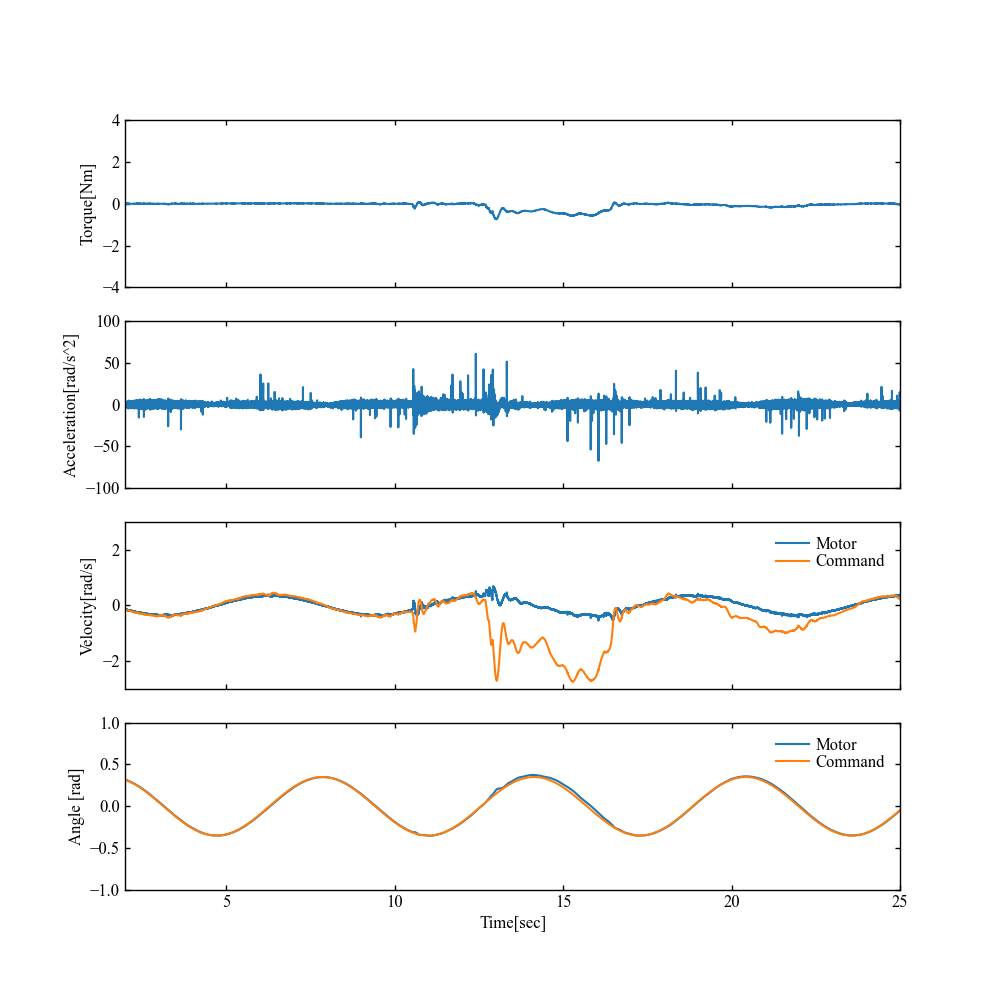 4
2
0
−2
−4
Torque[Nm]
100
50
0
−50
−100
Acceleration[rad/s^2]
2
0
−2
Velocity[rad/s]
Motor
Command
1.0
0.5
0.0
−0.5
−1.0
Angle [rad]
Motor
Command
5 10 15 20 25
Time[sec]